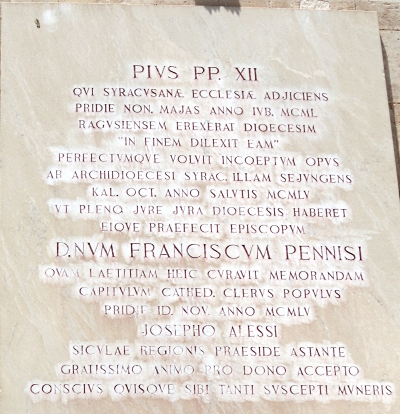 PIVS PP. XII
QVI SYRACVSANÆ ECCLESIÆ ADJICIENS
PRIDIE NON. MAJAS ANNO IVB. MCML
RAGVSIENSEM EREXERAT DIOECESIM
"IN FINEM DILEXIT EAM"
PERFECTVMQVE VOLVIT INCOEPTVM OPVS
AB ARCHIDIOECESI SYRAC. ILLAM SEJVNGENS
KAL. OCT. ANNO SALVTIS MCMLV
VT PLENO JVRE JVRA DIOECESIS HABERET
EIQVE PRAEFECIT EPISCOPVM
D.NVM FRANCISCVM PENNISI
QVAM LAETITIAM HEIC CVRAVIT MEMORANDAM
CAPITVLVM CATHED. CLERVS POPVLVS
PRIDIE ID. NOV. ANNO MCMLV
JOSEPHO ALESSI
SICVLAE REGIONIS PRAESIDE ASTANTE
GRATISSIMO ANIMO PRO DONO ACCEPTO
CONSCIVS QVISQVE SIBI TANTI SVSCEPTI MVNERIS